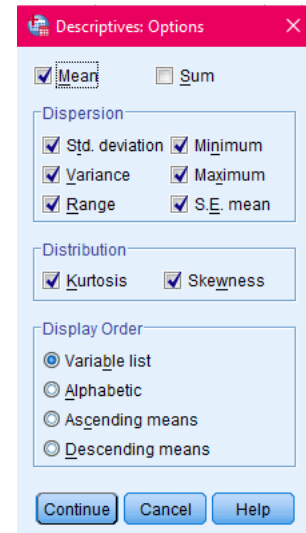 Descriptives: Options
Mean Sum
Dispersion
Std. deviation Minimum
Variance Maximum
Range S.E. mean
Distribution
Kurtosis Skewness
Display Order
Variable list
Alphabetic
Ascending means
Descending means
Continue Cancel Help